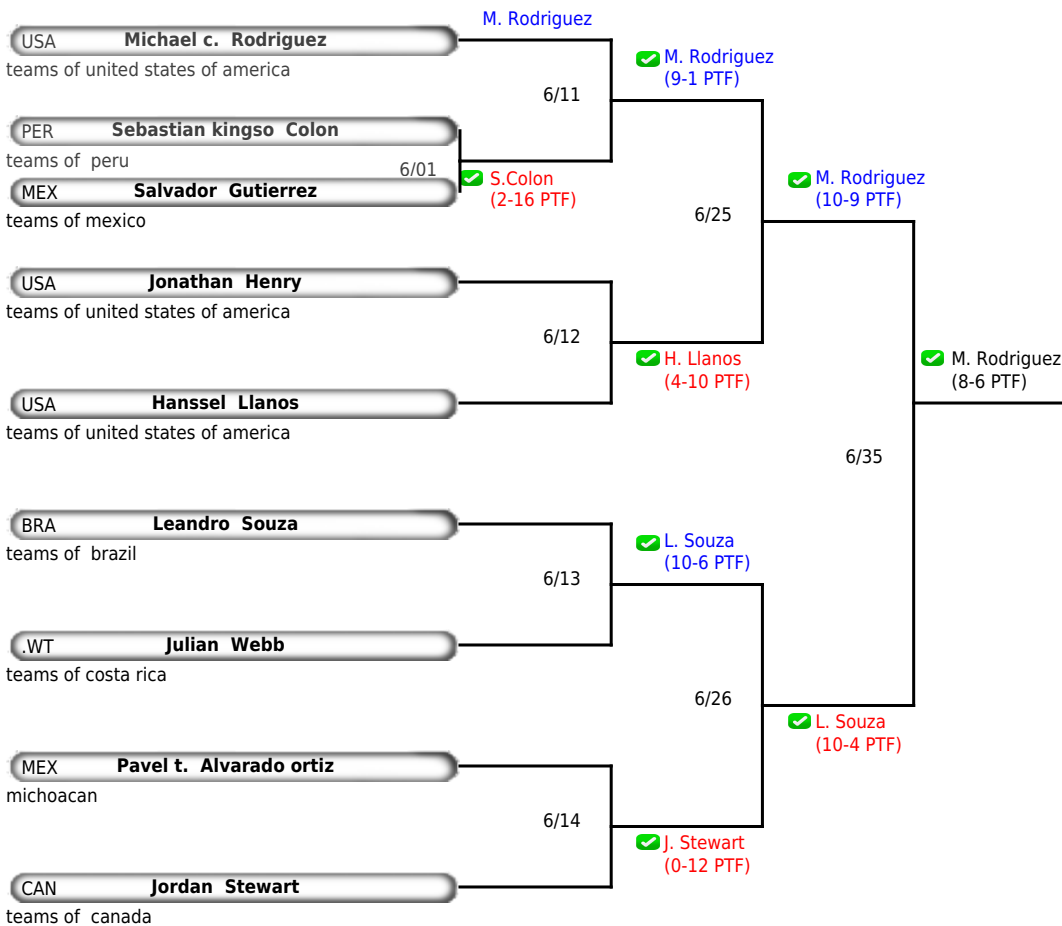 M. Rodriguez
USA Michael c. Rodriguez
teams of united states of america
M. Rodriguez
(9-1 PTF)
6/11
PER Sebastian kingso Colon
teams of peru
6/01
S.Colon
(2-16 PTF)
MEX Salvador Gutierrez
teams of mexico
M. Rodriguez
(10-9 PTF)
6/25
USA Jonathan Henry
teams of united states of america
6/12
H. Llanos
(4-10 PTF)
M. Rodriguez
(8-6 PTF)
USA Hanssel Llanos
teams of united states of america
6/35
BRA Leandro Souza
teams of brazil
L. Souza
(10-6 PTF)
6/13
.WT Julian Webb
teams of costa rica
6/26
L. Souza
(10-4 PTF)
MEX Pavel t. Alvarado ortiz
michoacan
6/14
J. Stewart
(0-12 PTF)
CAN Jordan Stewart
teams of canada